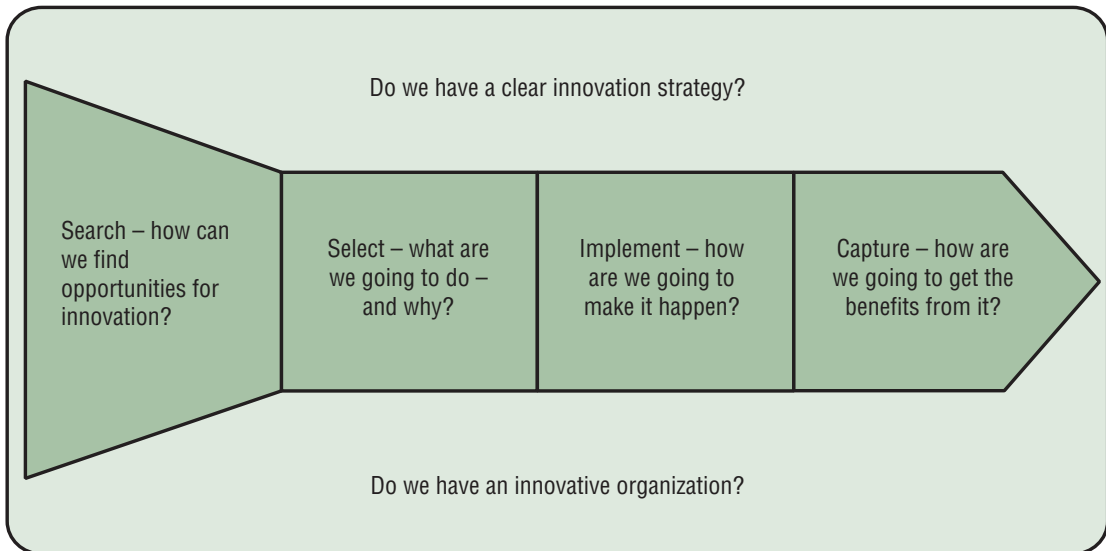 Do we have a clear innovation strategy?
Search – how can
we find
opportunities for
innovation?
Select – what are
we going to do –
and why?
Implement – how
are we going to
make it happen?
Capture – how are
we going to get the
benefits from it?
Do we have an innovative organization?